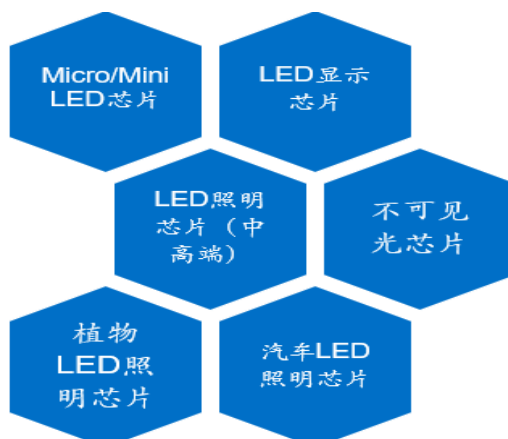 Micro/Mini
LED芯片
LED显示
芯片
LED照明
芯片（中
高端）
不可见
光芯片
植物
LED照
明芯片
汽车LED
照明芯片